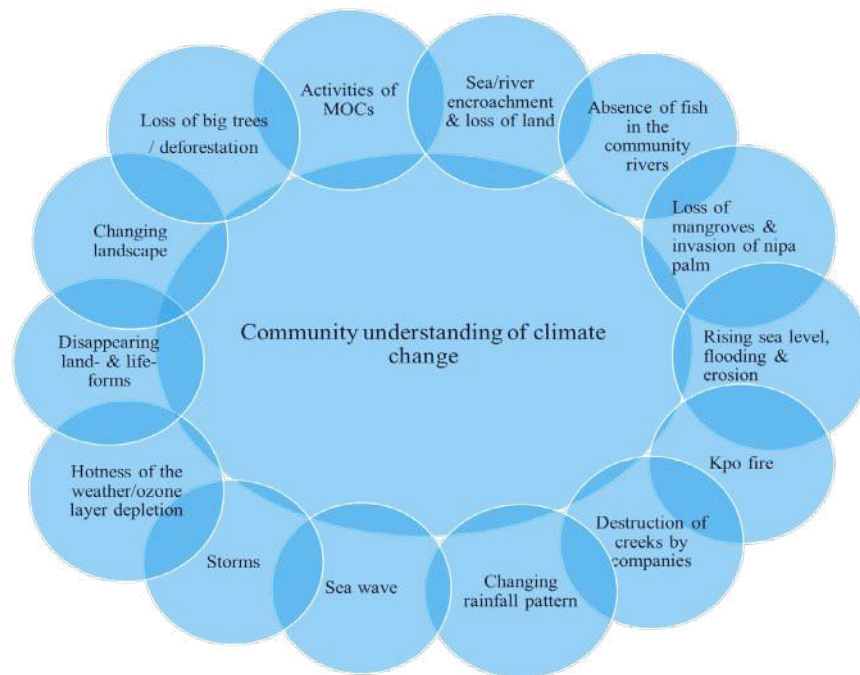 Activities of
MOCs
Sea/river
encroachment
& loss of land
Absence of fish
in the
community
rivers
Loss of
mangroves &
invasion of nipa
palm
Rising sea level,
flooding &
erosion
Kpo fire
Destruction of
creeks by
companies
Changing
rainfall pattern
Sea wave
Storms
Hotness of the
weather/ozone
layer depletion
Disappearing
land- & life-
forms
Changing
landscape
Loss of big trees
/ deforestation
Community understanding of climate
change